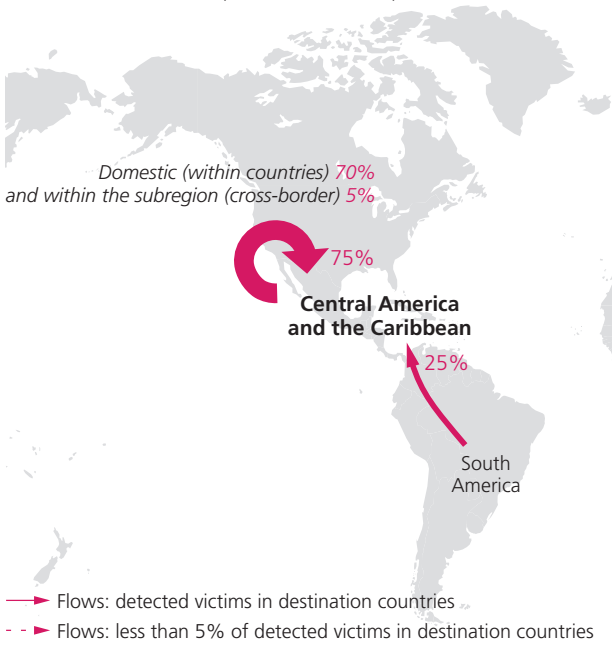 Domestic (within countries) 70%
and within the subregion (cross-border) 5%
75%
Central America
and the Caribbean
25%
South
America
Flows: detected victims in destination countries
Flows: less than 5% of detected victims in destination countries